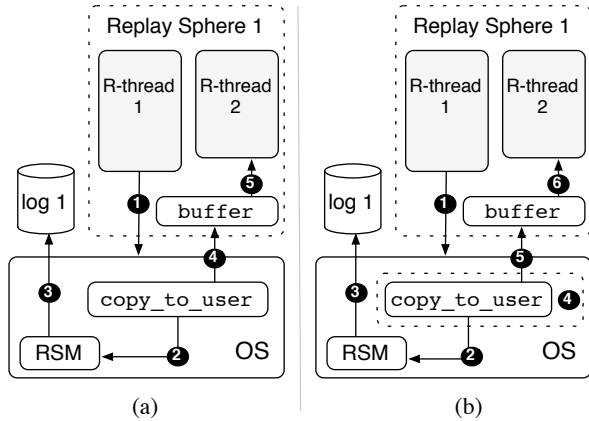 Replay Sphere 1
R-thread
1
R-thread
2
log 1
1
5
buffer
4
3
copy_to_user
2
RSM
OS
(a)
Replay Sphere 1
R-thread
1
R-thread
2
log 1
1
6
buffer
5
3
copy_to_user
4
2
RSM
OS
(b)